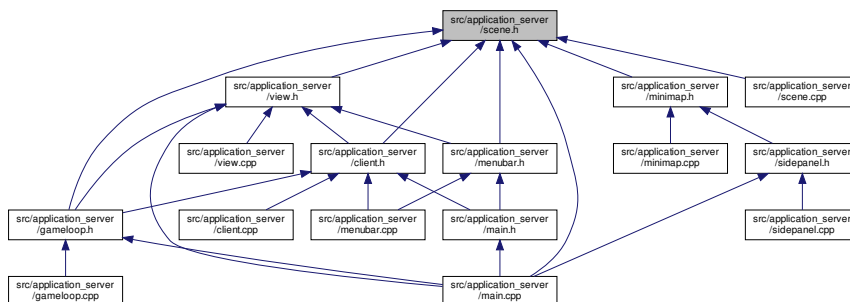 src/application_server
/scene.h
src/application_server
/view.h
src/application_server
/minimap.h
src/application_server
/scene.cpp
src/application_server
/view.cpp
src/application_server
/client.h
src/application_server
/menubar.h
src/application_server
/minimap.cpp
src/application_server
/sidepanel.h
src/application_server
/gameloop.h
src/application_server
/client.cpp
src/application_server
/menubar.cpp
src/application_server
/main.h
src/application_server
/sidepanel.cpp
src/application_server
/gameloop.cpp
src/application_server
/main.cpp